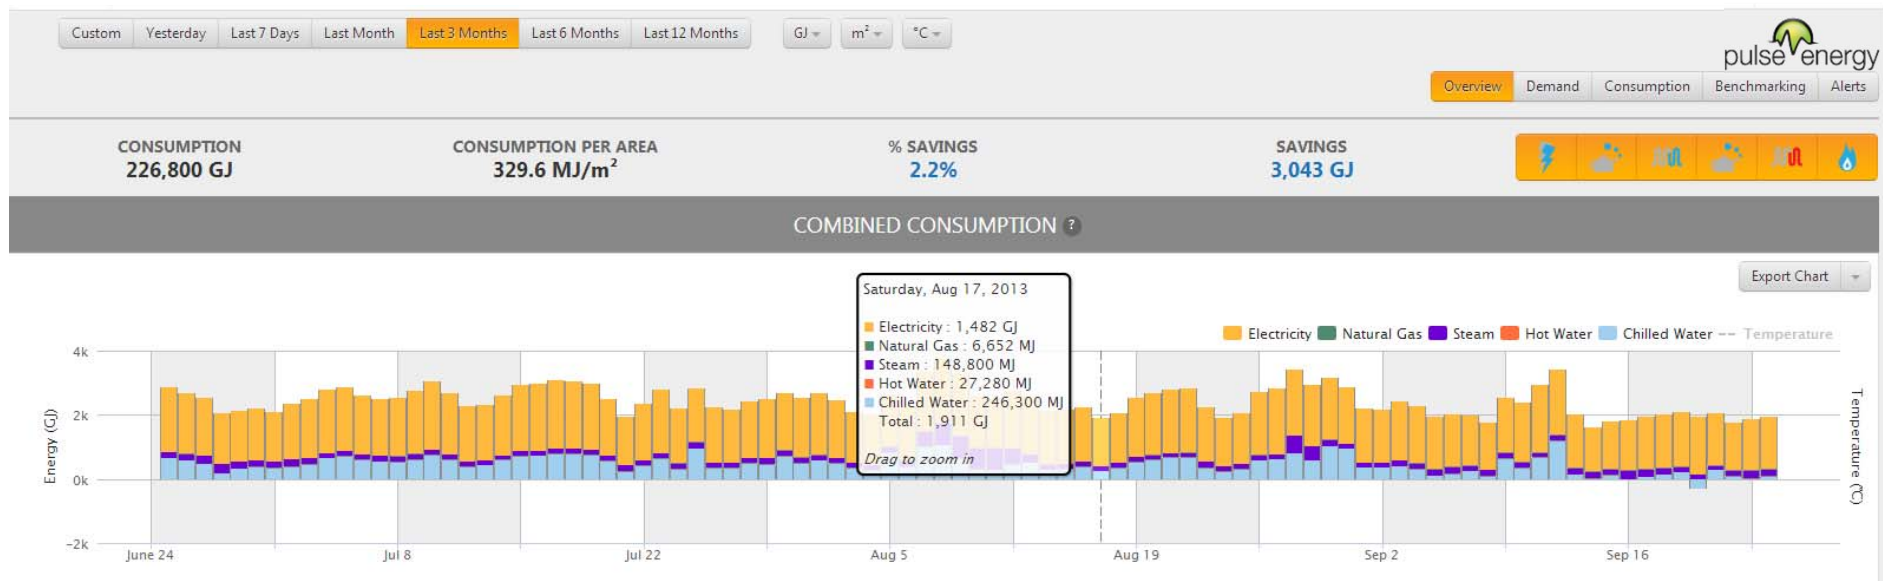 Custom Yesterday Last 7 Days Last Month Last 3 Months Last 6 Months Last 12 Months GJ m² °C
pulse energy
Overview Demand Consumption Benchmarking Alerts
CONSUMPTION CONSUMPTION PER AREA % SAVINGS SAVINGS
226,800 GJ 329.6 MJ/m² 2.2% 3,043 GJ
COMBINED CONSUMPTION ?
Export Chart
Saturday, Aug 17, 2013
Electricity : 1,482 GJ
Natural Gas : 6,652 MJ
Steam : 148,800 MJ
Hot Water : 27,280 MJ
Chilled Water : 246,300 MJ
Total : 1,911 GJ
Drag to zoom in
Electricity Natural Gas Steam Hot Water Chilled Water Temperature
Energy (GJ)
4k
2k
0k
-2k
Temperature (°C)
June 24 Jul 8 Jul 22 Aug 5 Aug 19 Sep 2 Sep 16